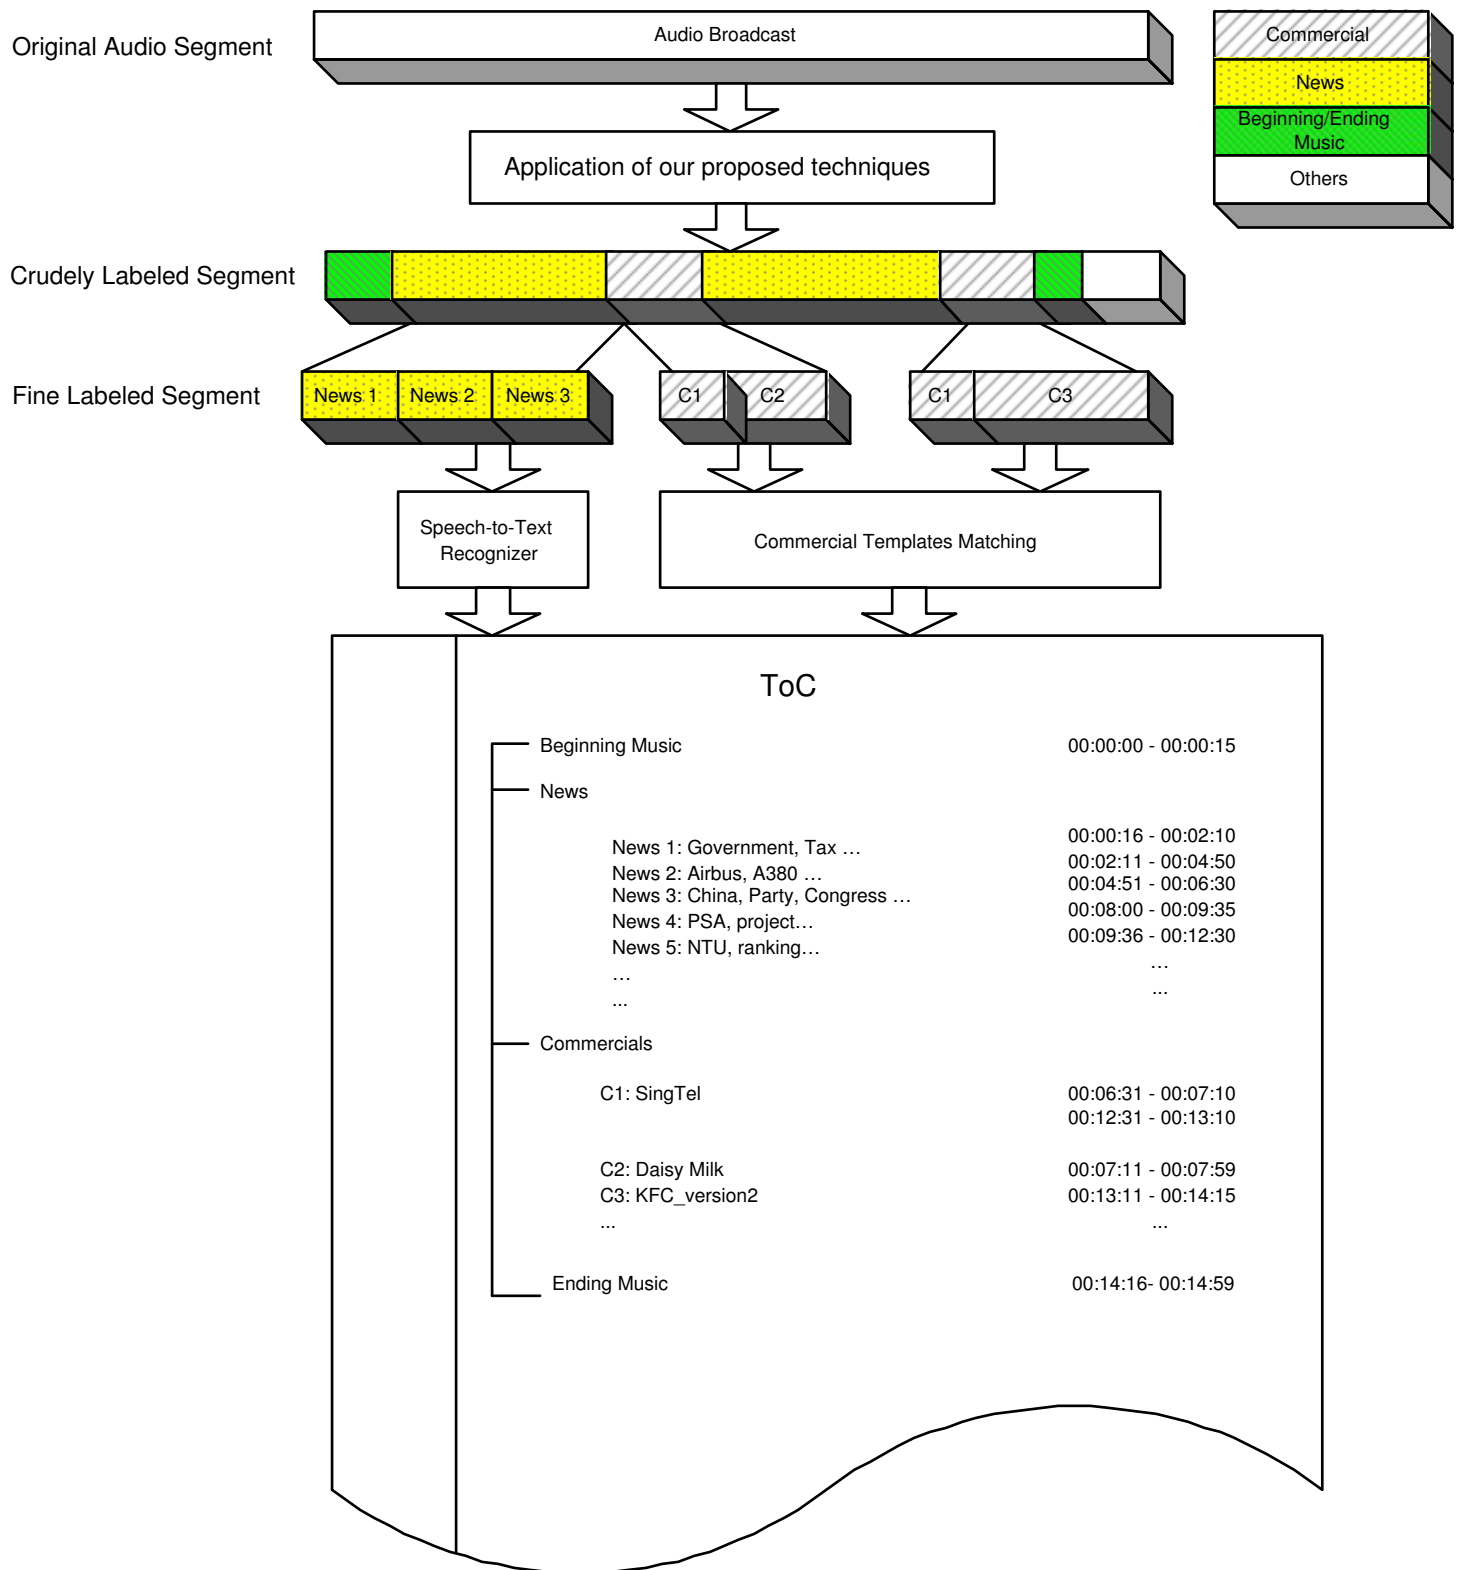 Original Audio Segment
Audio Broadcast
Commercial
News
Beginning/Ending
Music
Others
Application of our proposed techniques
Crudely Labeled Segment
Fine Labeled Segment
News 1
News 2
News 3
C1
C2
C1
C3
Speech-to-Text
Recognizer
Commercial Templates Matching
ToC
Beginning Music 00:00:00 - 00:00:15
News
News 1: Government, Tax … 00:00:16 - 00:02:10
News 2: Airbus, A380 … 00:02:11 - 00:04:50
News 3: China, Party, Congress … 00:04:51 - 00:06:30
News 4: PSA, project… 00:08:00 - 00:09:35
News 5: NTU, ranking… 00:09:36 - 00:12:30
… …
... ...
Commercials
C1: SingTel 00:06:31 - 00:07:10
00:12:31 - 00:13:10
C2: Daisy Milk 00:07:11 - 00:07:59
C3: KFC_version2 00:13:11 - 00:14:15
... ...
Ending Music 00:14:16- 00:14:59